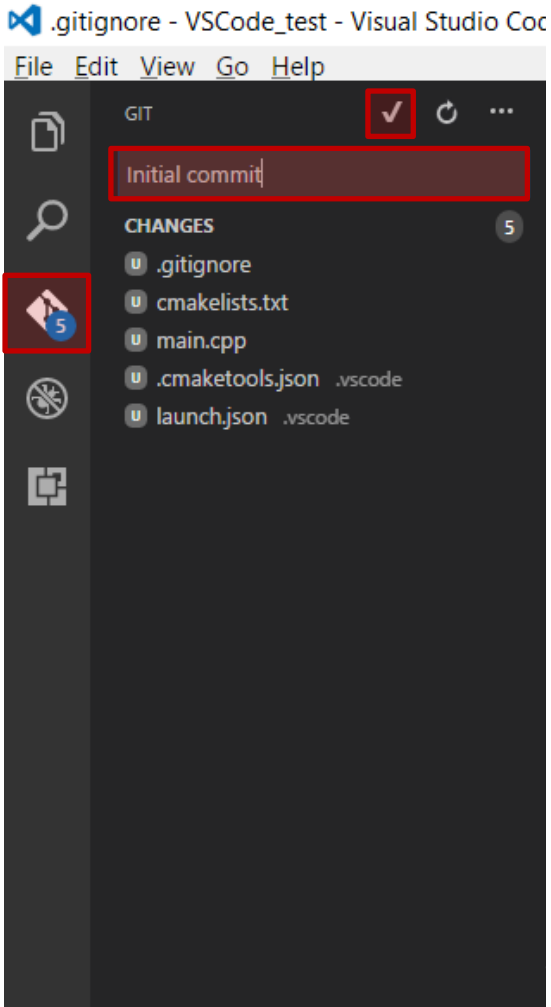 .gitignore - VSCode_test - Visual Studio Coc
File Edit View Go Help
GIT
Initial commit
CHANGES 5
U .gitignore
U cmakelists.txt
5
U main.cpp
U .cmaketools.json .vscode
U launch.json .vscode